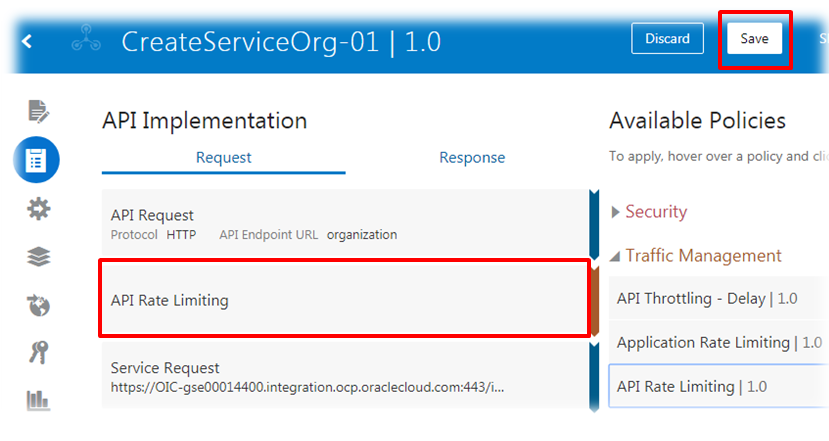 CreateServiceOrg-01 | 1.0
Discard
Save
API Implementation
Request
Response
API Request
Protocol HTTP API Endpoint URL organization
API Rate Limiting
Service Request
https://OIC-gse00014400.integration.ocp.oraclecloud.com:443/i...
Available Policies
To apply, hover over a policy and
Security
Traffic Management
API Throttling - Delay | 1.0
Application Rate Limiting | 1.0
API Rate Limiting | 1.0